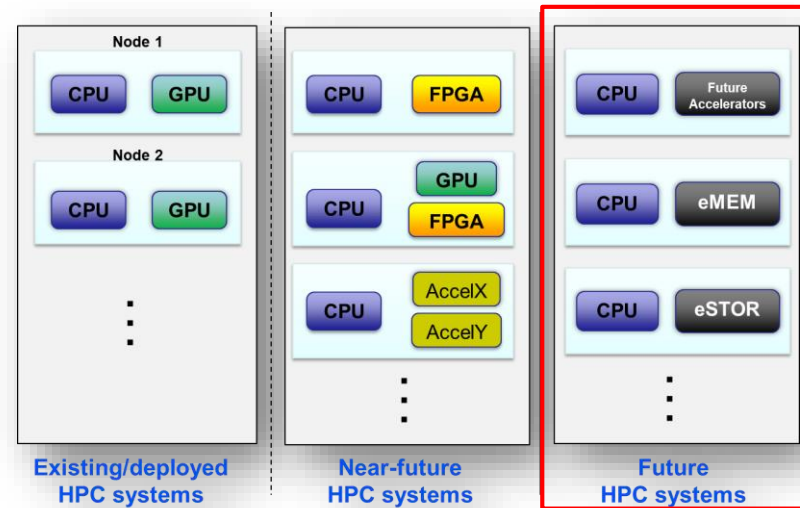 Node 1
CPU GPU
Node 2
CPU GPU
Existing/deployed
HPC systems
CPU FPGA
CPU GPU
FPGA
CPU AccelX
AccelY
Near-future
HPC systems
CPU Future
Accelerators
CPU eMEM
CPU eSTOR
Future
HPC systems